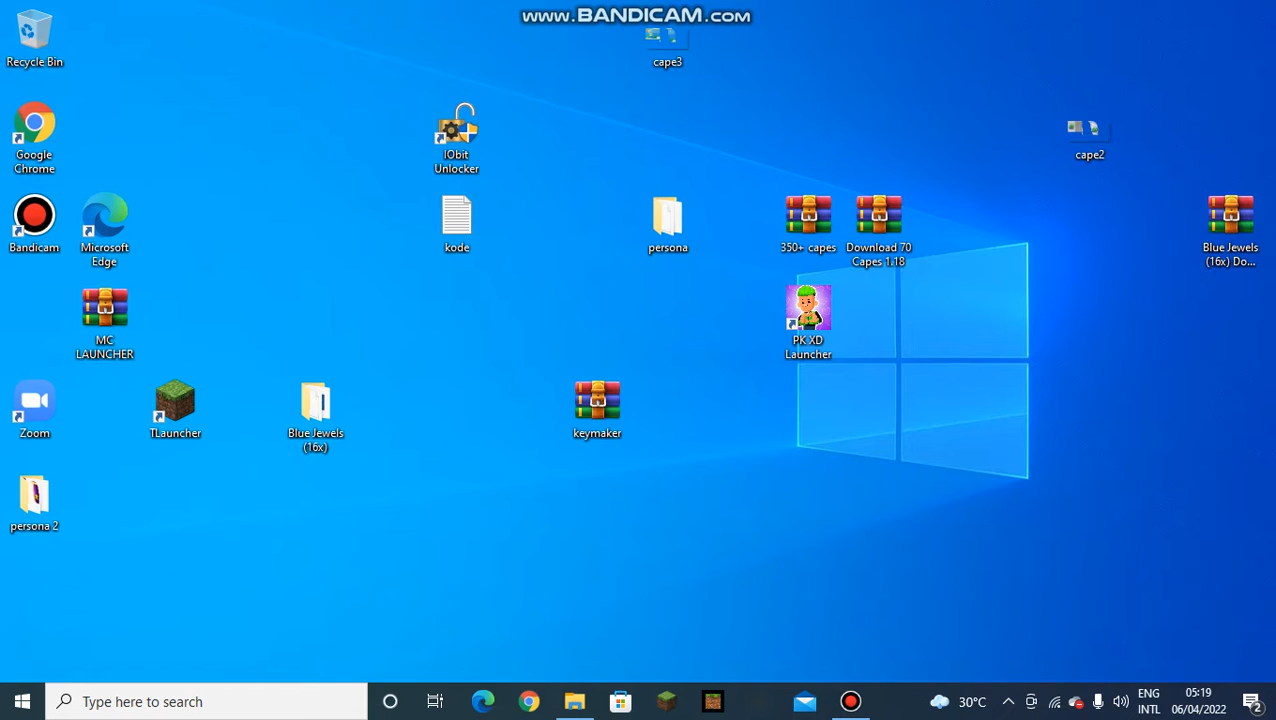 www.BANDICAM.com
Recycle Bin
cape3
Google
Chrome
IObit
Unlocker
cape2
Bandicam
Microsoft
Edge
kode
persona
350+ capes
Download 70
Capes 1.18
Blue Jewels
(16x) Do...
MC
LAUNCHER
PK XD
Launcher
Zoom
TLauncher
Blue Jewels
(16x)
keymaker
persona 2
Type here to search
30°C
ENG
INTL
05:19
06/04/2022
2